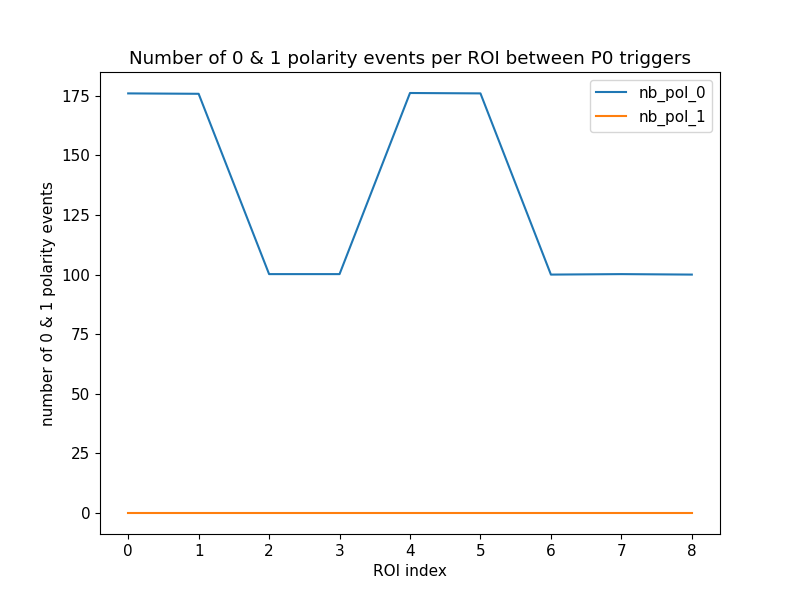 Number of 0 & 1 polarity events per ROI between P0 triggers
nb_pol_0
nb_pol_1
number of 0 & 1 polarity events
175
150
125
100
75
50
25
0
0 1 2 3 4 5 6 7 8
ROI index